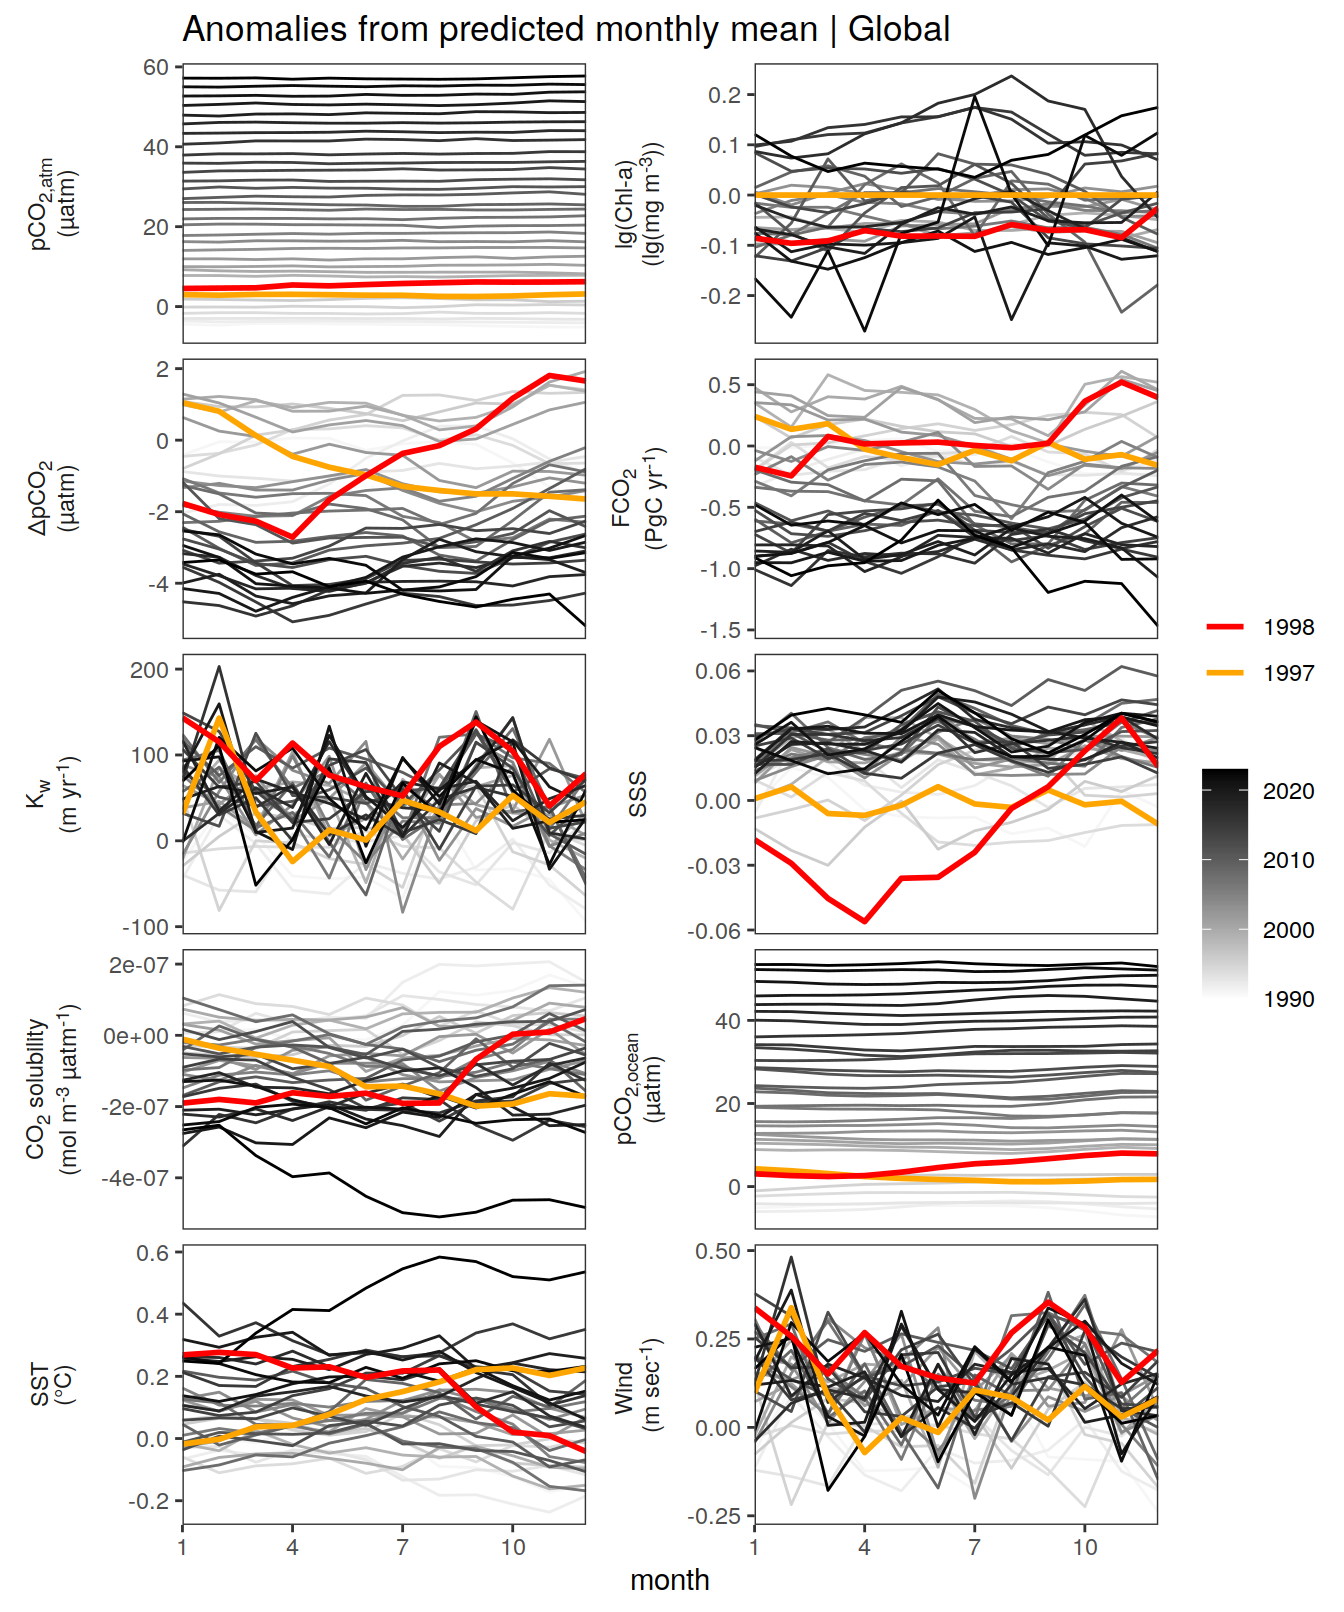 Anomalies from predicted monthly mean | Global
pCO2,atm
(µatm)
60
40
20
0
lg(Chl-a)
(lg(mg m-3))
0.2
0.1
0.0
-0.1
-0.2
ΔpCO2
(µatm)
2
0
-2
-4
FCO2
(PgC yr-1)
0.5
0.0
-0.5
-1.0
-1.5
Kw
(m yr-1)
200
100
0
-100
SSS
0.06
0.03
0.00
-0.03
-0.06
CO2 solubility
(mol m-3 µatm-1)
2e-07
0e+00
-2e-07
-4e-07
pCO2,ocean
(µatm)
40
20
0
SST
(°C)
0.6
0.4
0.2
0.0
-0.2
1
4
7
10
Wind
(m sec-1)
0.50
0.25
0.00
-0.25
1
4
7
10
month
1998
1997
2020
2010
2000
1990